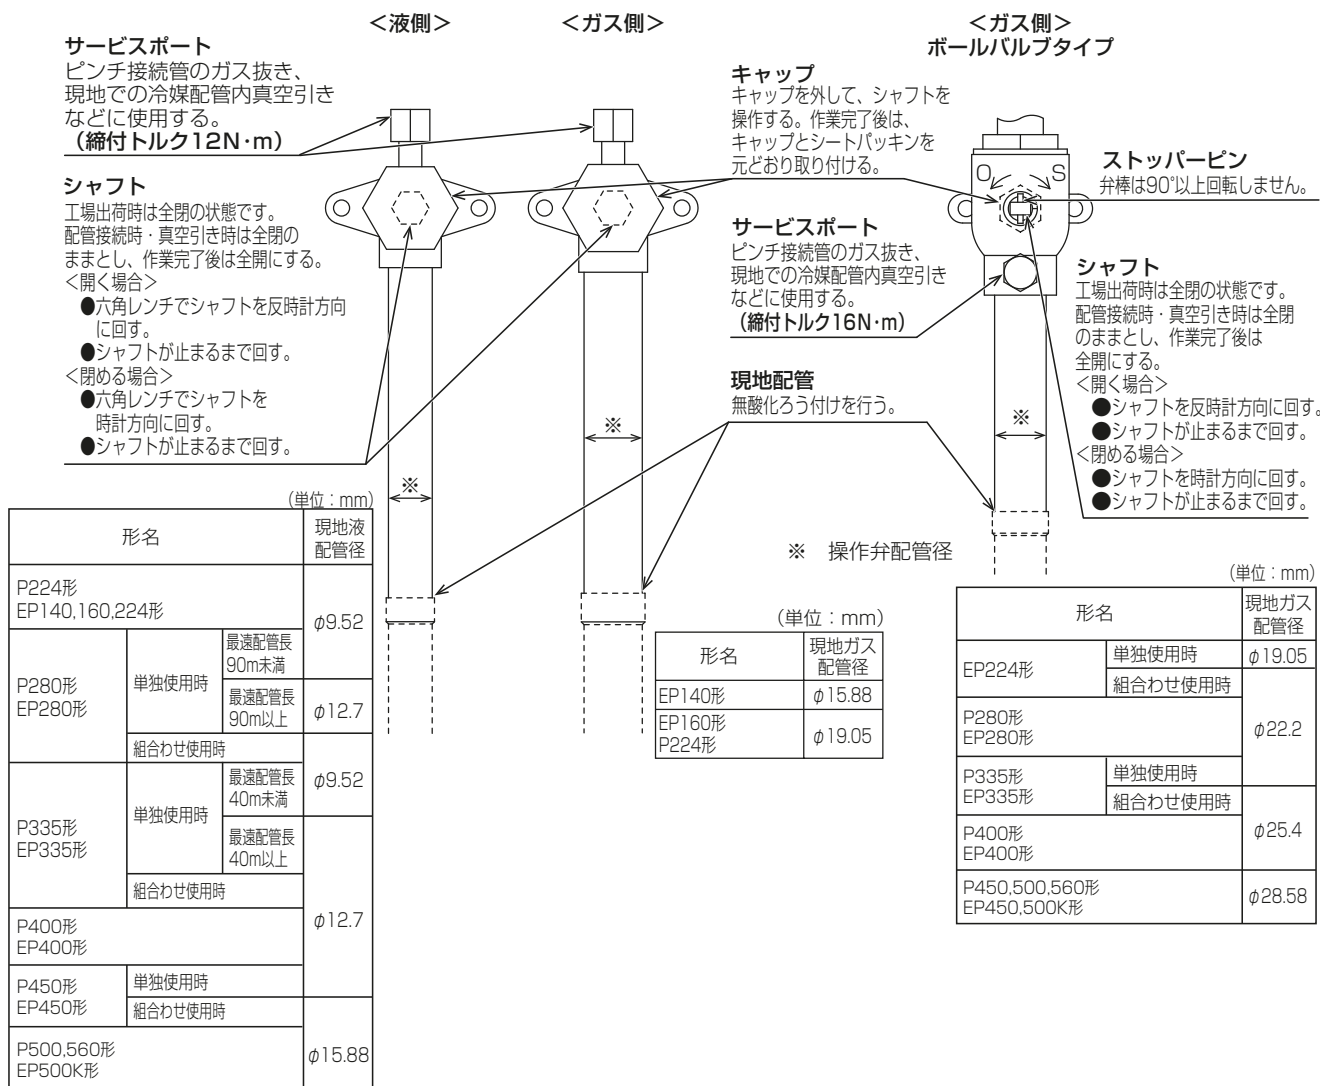 ＜液側＞
＜ガス側＞
＜ガス側＞
ボールバルブタイプ
サービスポート
ピンチ接続管のガス抜き、
現地での冷媒配管内真空引き
などに使用する。
（締付トルク12N･m）
シャフト
工場出荷時は全閉の状態です。
配管接続時・真空引き時は全閉の
ままとし、作業完了後は全開にする。
＜開く場合＞
●六角レンチでシャフトを反時計方向
に回す。
●シャフトが止まるまで回す。
＜閉める場合＞
●六角レンチでシャフトを
時計方向に回す。
●シャフトが止まるまで回す。
キャップ
キャップを外して、シャフトを
操作する。作業完了後は、
キャップとシートパッキンを
元どおり取り付ける。
サービスポート
ピンチ接続管のガス抜き、
現地での冷媒配管内真空引き
などに使用する。
（締付トルク16N･m）
現地配管
無酸化ろう付けを行う。
O S
ストッパーピン
弁棒は90°以上回転しません。
シャフト
工場出荷時は全閉の状態です。
配管接続時・真空引き時は全閉
のままとし、作業完了後は
全開にする。
＜開く場合＞
●シャフトを反時計方向に回す。
●シャフトが止まるまで回す。
＜閉める場合＞
●シャフトを時計方向に回す。
●シャフトが止まるまで回す。
※
※
※
※　操作弁配管径
（単位：mm）
形名 現地液
配管径
P224形
EP140,160,224形
φ9.52
P280形
EP280形
単独使用時
最遠配管長
90m未満
最遠配管長
90m以上
φ12.7
組合わせ使用時
φ9.52
P335形
EP335形
単独使用時
最遠配管長
40m未満
最遠配管長
40m以上
組合わせ使用時
φ12.7
P400形
EP400形
P450形
EP450形
単独使用時
組合わせ使用時
P500,560形
EP500K形
φ15.88
（単位：mm）
形名 現地ガス
配管径
EP140形 φ15.88
EP160形
P224形
φ19.05
（単位：mm）
形名 現地ガス
配管径
EP224形
単独使用時 φ19.05
組合わせ使用時
P280形
EP280形
φ22.2
P335形
EP335形
単独使用時
組合わせ使用時
φ25.4
P400形
EP400形
P450,500,560形
EP450,500K形
φ28.58